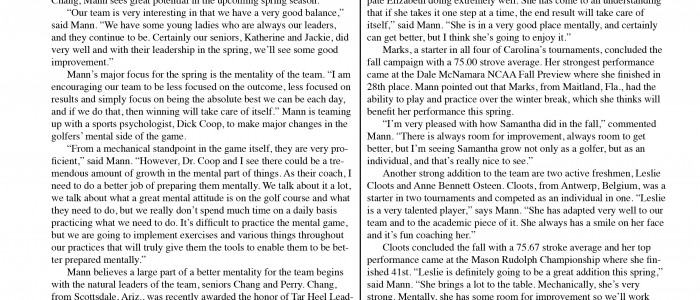 Chang, Mann sees great potential in the upcoming spring season.
“Our team is very interesting in that we have a very good balance,”
said Mann. “We have some young ladies who are always our leaders,
and they continue to be. Certainly our seniors, Katherine and Jackie, did
very well and with their leadership in the spring, we’ll see some good
improvement.”
Mann’s major focus for the spring is the mentality of the team. “I am
encouraging our team to be less focused on the outcome, less focused on
results and simply focus on being the absolute best we can be each day,
and if we do that, then winning will take care of itself.” Mann is teaming
up with a sports psychologist, Dick Coop, to make major changes in the
golfers’ mental side of the game.
“From a mechanical standpoint in the game itself, they are very pro-
ficient,” said Mann. “However, Dr. Coop and I see there could be a tre-
mendous amount of growth in the mental part of things. As their coach, I
need to do a better job of preparing them mentally. We talk about it a lot,
we talk about what a great mental attitude is on the golf course and what
they need to do, but we really don’t spend much time on a daily basis
practicing what we need to do. It’s difficult to practice the mental game,
but we are going to implement exercises and various things throughout
our practices that will truly give them the tools to enable them to be bet-
ter prepared mentally.”
Mann believes a large part of a better mentality for the team begins
with the natural leaders of the team, seniors Chang and Perry. Chang,
from Scottsdale, Ariz., was recently awarded the honor of Tar Heel Lead-
pate Elizabeth doing extremely well. She has come to an understanding
that if she takes it one step at a time, the end result will take care of
itself,” said Mann. “She is in a very good place mentally, and certainly
can get better, but I think she’s going to enjoy it.”
Marks, a starter in all four of Carolina’s tournaments, concluded the
fall campaign with a 75.00 strove average. Her strongest performance
came at the Dale McNamara NCAA Fall Preview where she finished in
28th place. Mann pointed out that Marks, from Maitland, Fla., had the
ability to play and practice over the winter break, which she thinks will
benefit her performance this spring.
“I’m very pleased with how Samantha did in the fall,” commented
Mann. “There is always room for improvement, always room to get
better, but I’m seeing Samantha grow not only as a golfer, but as an
individual, and that’s really nice to see.”
Another strong addition to the team are two active freshmen, Leslie
Cloots and Anne Bennett Osteen. Cloots, from Antwerp, Belgium, was a
starter in two tournaments and competed as an individual in one. “Leslie
is a very talented player,” says Mann. “She has adapted very well to our
team and to the academic piece of it. She always has a smile on her face
and it’s fun coaching her.”
Cloots concluded the fall with a 75.67 stroke average and her top
performance came at the Mason Rudolph Championship where she fin-
ished 41st. “Leslie is definitely going to be a great addition this spring,”
said Mann. “She brings a lot to the table. Mechanically, she’s very
strong. Mentally, she has some room for improvement so we’ll work